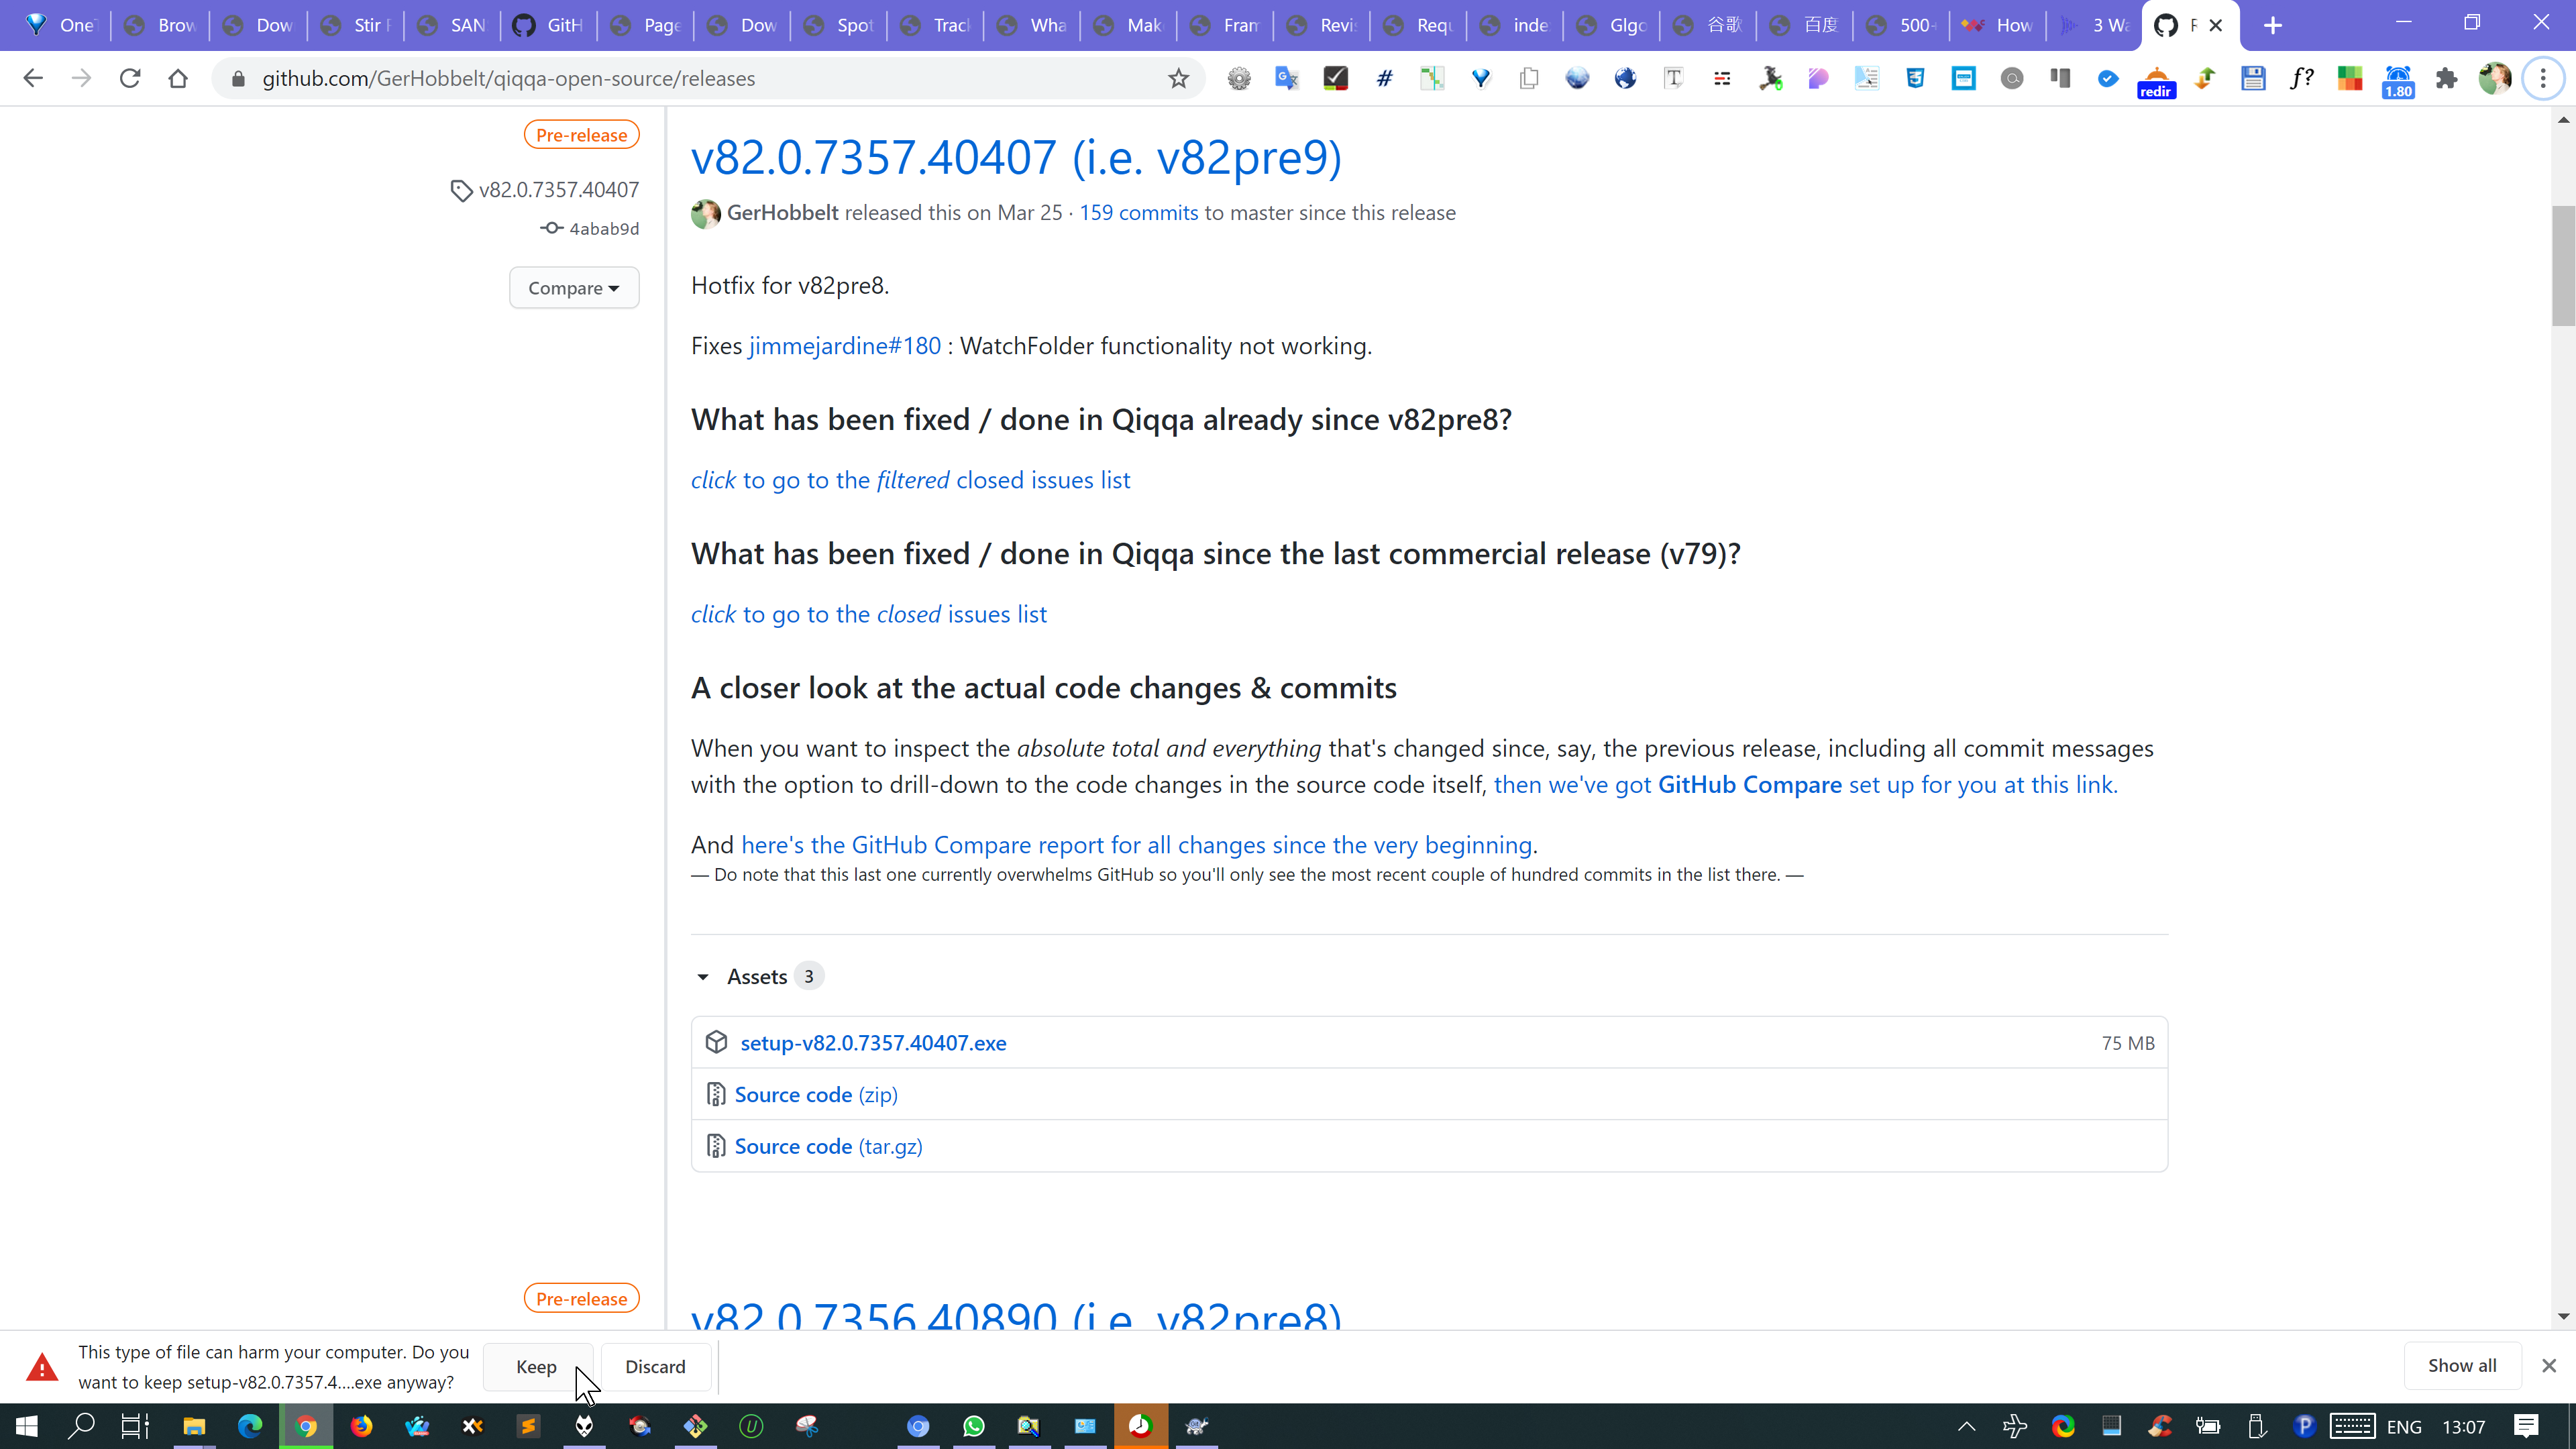 One
Brow
Dow
Stir F
SAN
GitH
Page
Dow
Spot
Track
Wha
Mak
Fram
Revis
Requ
inde
Glgo
谷歌
百度
500+
How
3 Wa
github.com/GerHobbelt/qiqqa-open-source/releases
redir
1.80
Pre-release
v82.0.7357.40407 (i.e. v82pre9)
v82.0.7357.40407
GerHobbelt released this on Mar 25 · 159 commits to master since this release
4abab9d
Compare
Hotfix for v82pre8.
Fixes jimmejardine#180 : WatchFolder functionality not working.
What has been fixed / done in Qiqqa already since v82pre8?
click to go to the filtered closed issues list
What has been fixed / done in Qiqqa since the last commercial release (v79)?
click to go to the closed issues list
A closer look at the actual code changes & commits
When you want to inspect the absolute total and everything that's changed since, say, the previous release, including all commit messages
with the option to drill-down to the code changes in the source code itself, then we've got GitHub Compare set up for you at this link.
And here's the GitHub Compare report for all changes since the very beginning.
— Do note that this last one currently overwhelms GitHub so you'll only see the most recent couple of hundred commits in the list there. —
Assets 3
setup-v82.0.7357.40407.exe 75 MB
Source code (zip)
Source code (tar.gz)
Pre-release
v82.0.7356.40890 (i.e. v82pre8)
This type of file can harm your computer. Do you
want to keep setup-v82.0.7357.4....exe anyway?
Keep
Discard
Show all
ENG
13:07